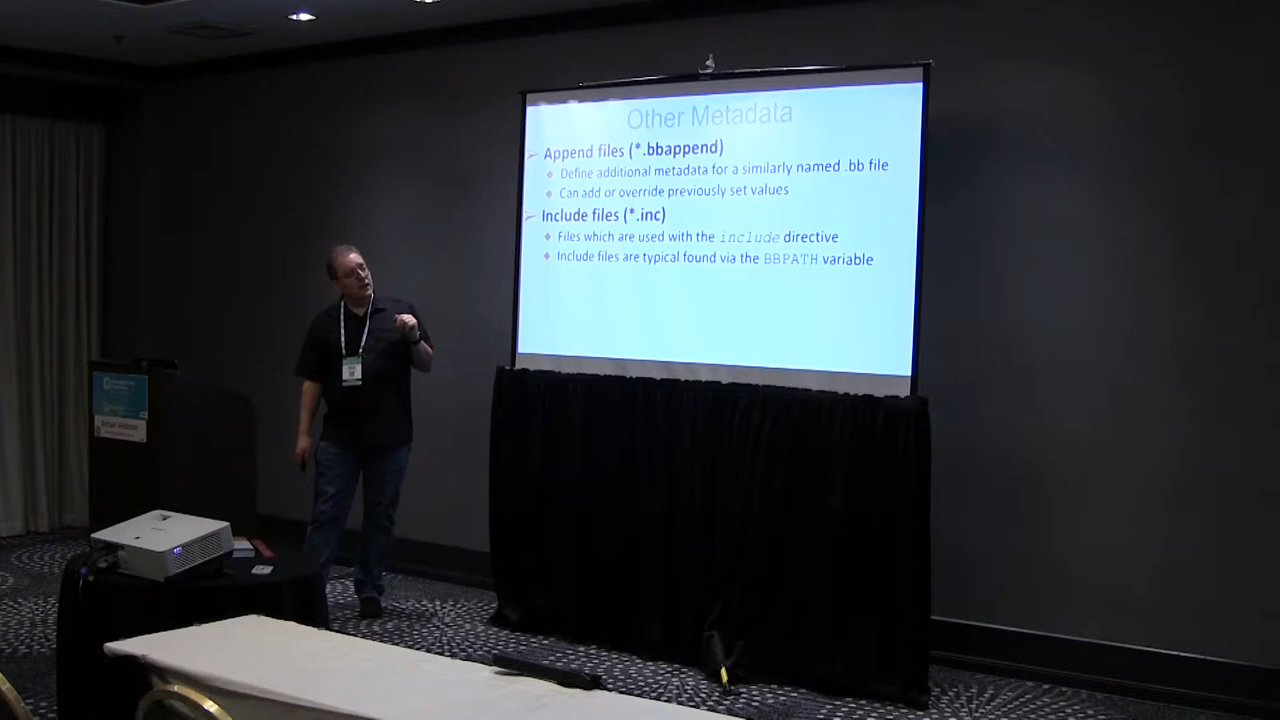 Other Metadata
Append files (*.bbappend)
Define additional metadata for a similarly named .bb file
Can add or override previously set values
Include files (*.inc)
Files which are used with the include directive
Include files are typical found via the BBPATH variable